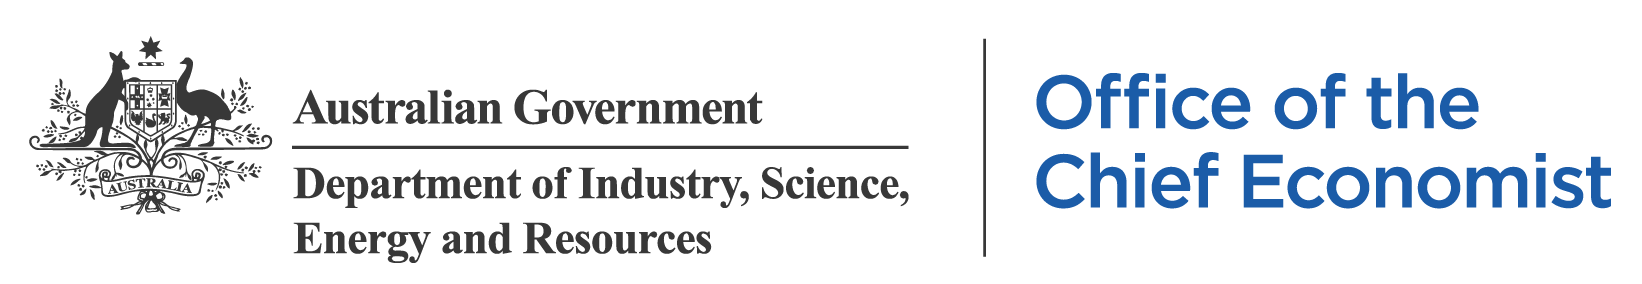 AUSTRALIA
Australian Government
Department of Industry, Science,
Energy and Resources
Office of the
Chief Economist